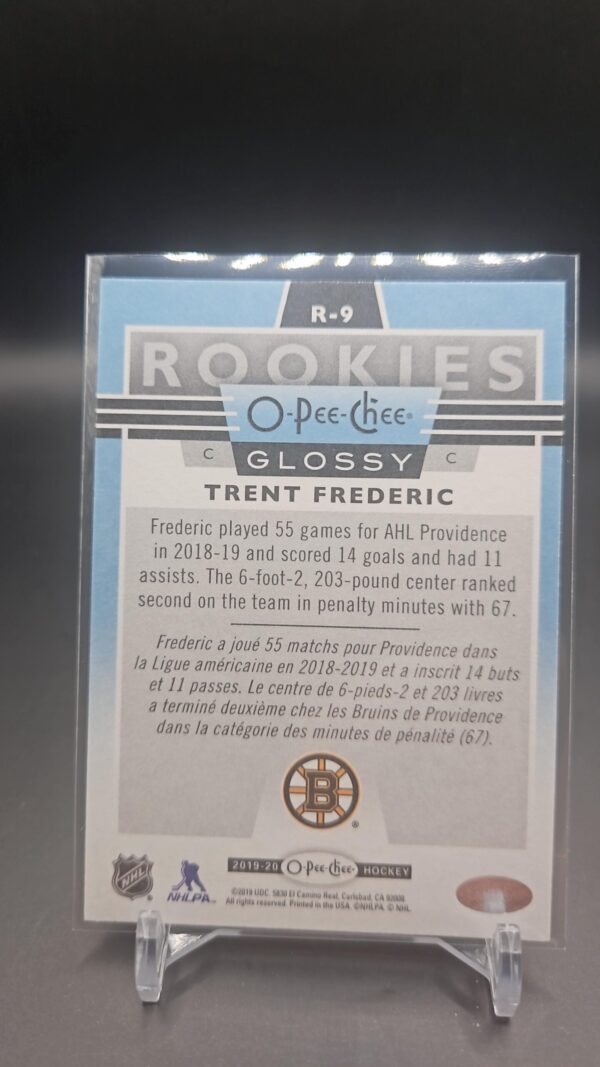 R-9
ROOKIES
O-Pee-Chee
C GLOSSY C
TRENT FREDERIC
Frederic played 55 games for AHL Providence
in 2018-19 and scored 14 goals and had 11
assists. The 6-foot-2, 203-pound center ranked
second on the team in penalty minutes with 67.
Frederic a joué 55 matchs pour Providence dans
la Ligue américaine en 2018-2019 et a inscrit 14 buts
et 11 passes. Le centre de 6-pieds-2 et 203 livres
a terminé deuxième chez les Bruins de Providence
dans la catégorie des minutes de pénalité (67).
B
®
NHL
NHLPA
2019-20 O-Pee-Chee HOCKEY
©2019 UDC. 5830 El Camino Real, Carlsbad, CA 92008.
All rights reserved. Printed in the USA. ©NHLPA. © NHL.